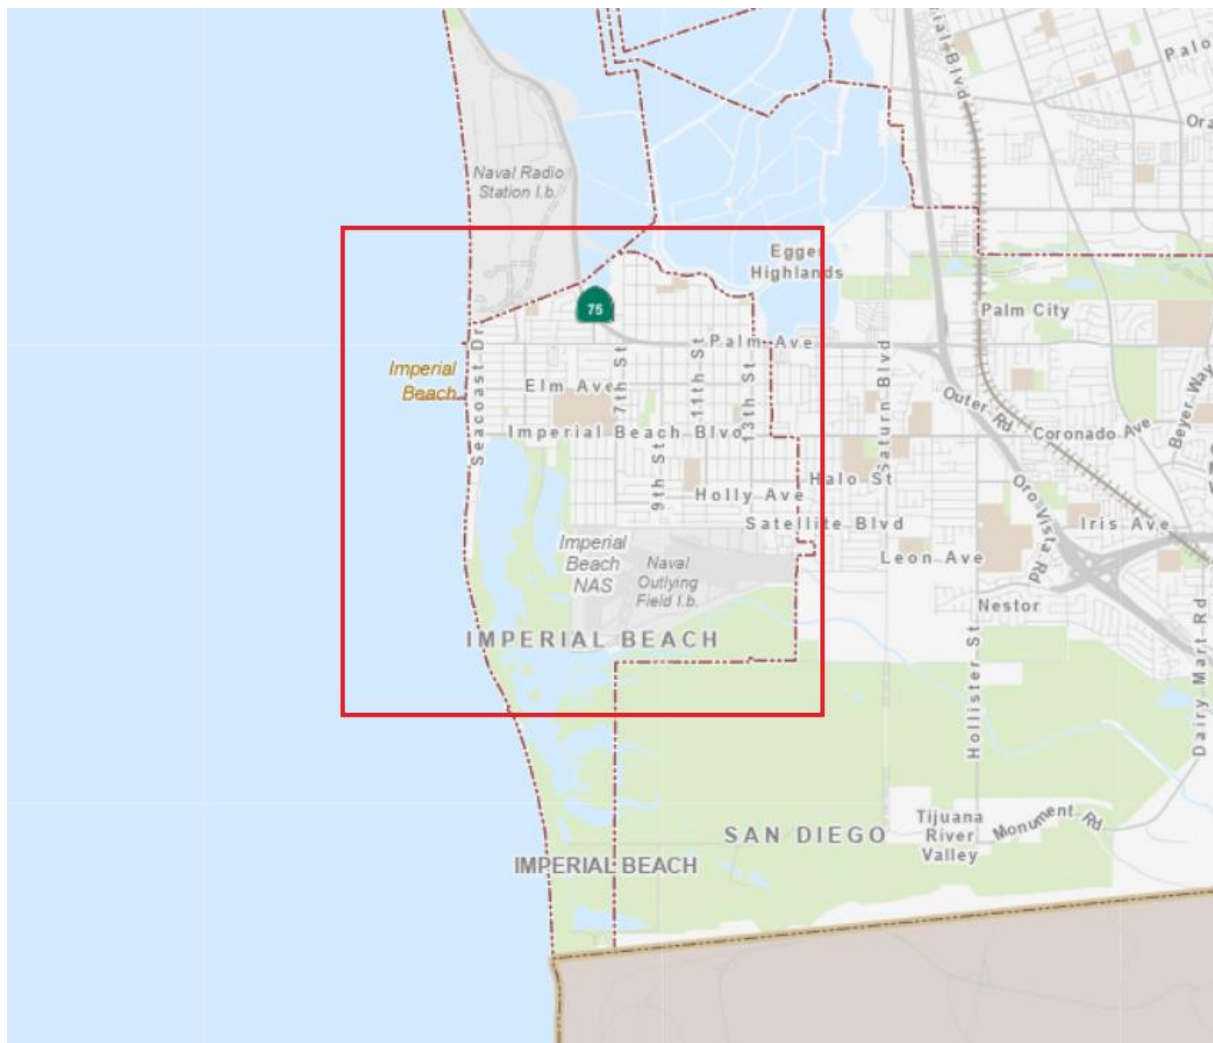 ial Blvd
Palo
Ora
Naval Radio
Station I.b.
Egger
Highlands
Palm City
75
Palm Ave
Seacoast Dr
Imperial
Beach
Elm Ave
7th St
11th St
13th St
Saturn Blvd
Outer Rd
Beyer Way
Imperial Beach Blvd
Coronado Ave
9th St
Halo St
Holly Ave
Oro Vista Rd
Satellite Blvd
Iris Ave
Imperial
Beach
NAS
Naval
Outlying
Field I.b.
Leon Ave
Nestor
IMPERIAL BEACH
Hollister St
Dairy Mart Rd
SAN DIEGO
Tijuana
River
Valley
Monument Rd
IMPERIAL BEACH